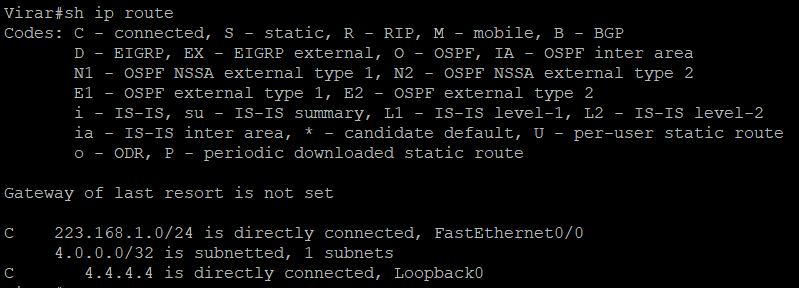 Virar#sh ip route
Codes: C - connected, S - static, R - RIP, M - mobile, B - BGP
       D - EIGRP, EX - EIGRP external, O - OSPF, IA - OSPF inter area
       N1 - OSPF NSSA external type 1, N2 - OSPF NSSA external type 2
       E1 - OSPF external type 1, E2 - OSPF external type 2
       i - IS-IS, su - IS-IS summary, L1 - IS-IS level-1, L2 - IS-IS level-2
       ia - IS-IS inter area, * - candidate default, U - per-user static route
       o - ODR, P - periodic downloaded static route
Gateway of last resort is not set
C    223.168.1.0/24 is directly connected, FastEthernet0/0
     4.0.0.0/32 is subnetted, 1 subnets
C       4.4.4.4 is directly connected, Loopback0